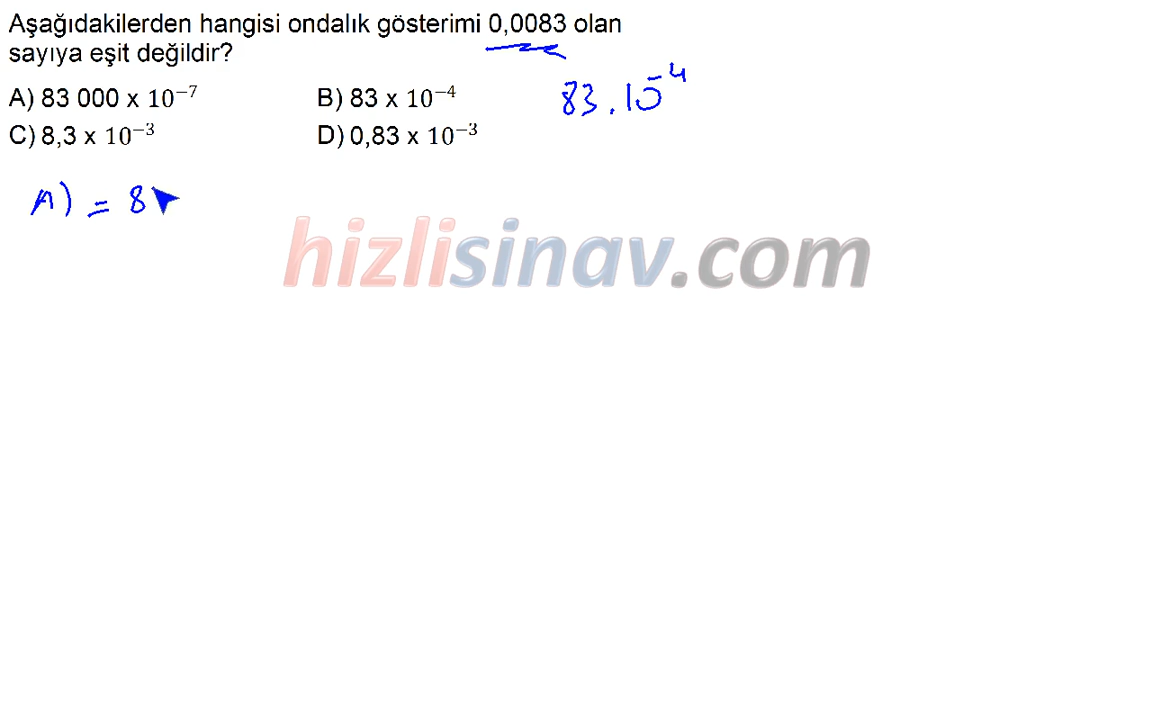 Aşağıdakilerden hangisi ondalık gösterimi 0,0083 olan
sayıya eşit değildir?
A) 83 000 x 10⁻⁷ B) 83 x 10⁻⁴
83 . 10⁻⁴
C) 8,3 x 10⁻³ D) 0,83 x 10⁻³
A) = 8
hizlisinav.com